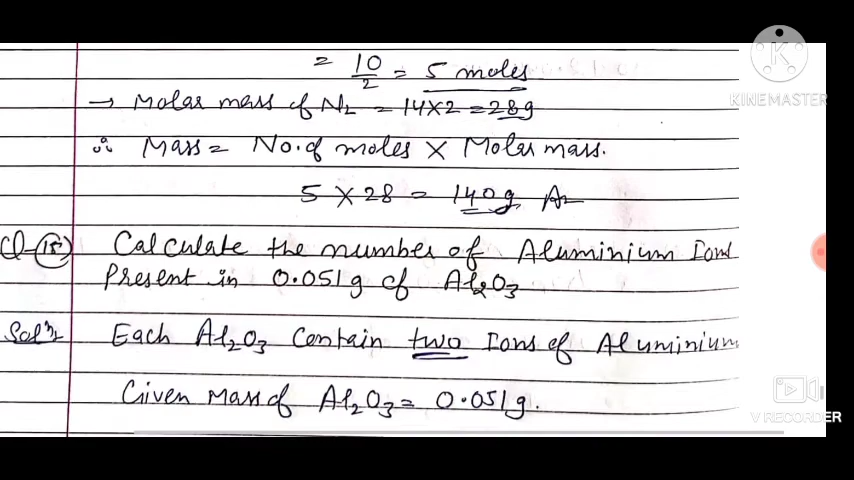 = 10/2 = 5 moles
→ Molar mass of N2 = 14×2 = 28g
KINEMASTER
∴ Mass = No. of moles × Molar mass.
5 × 28 = 140g A
Q-15) Calculate the number of Aluminium Ions
Present in 0.051g of Al2O3
Sol'n Each Al2O3 Contain two Ions of Aluminium
Given Mass of Al2O3 = 0.051g.
V RECORDER